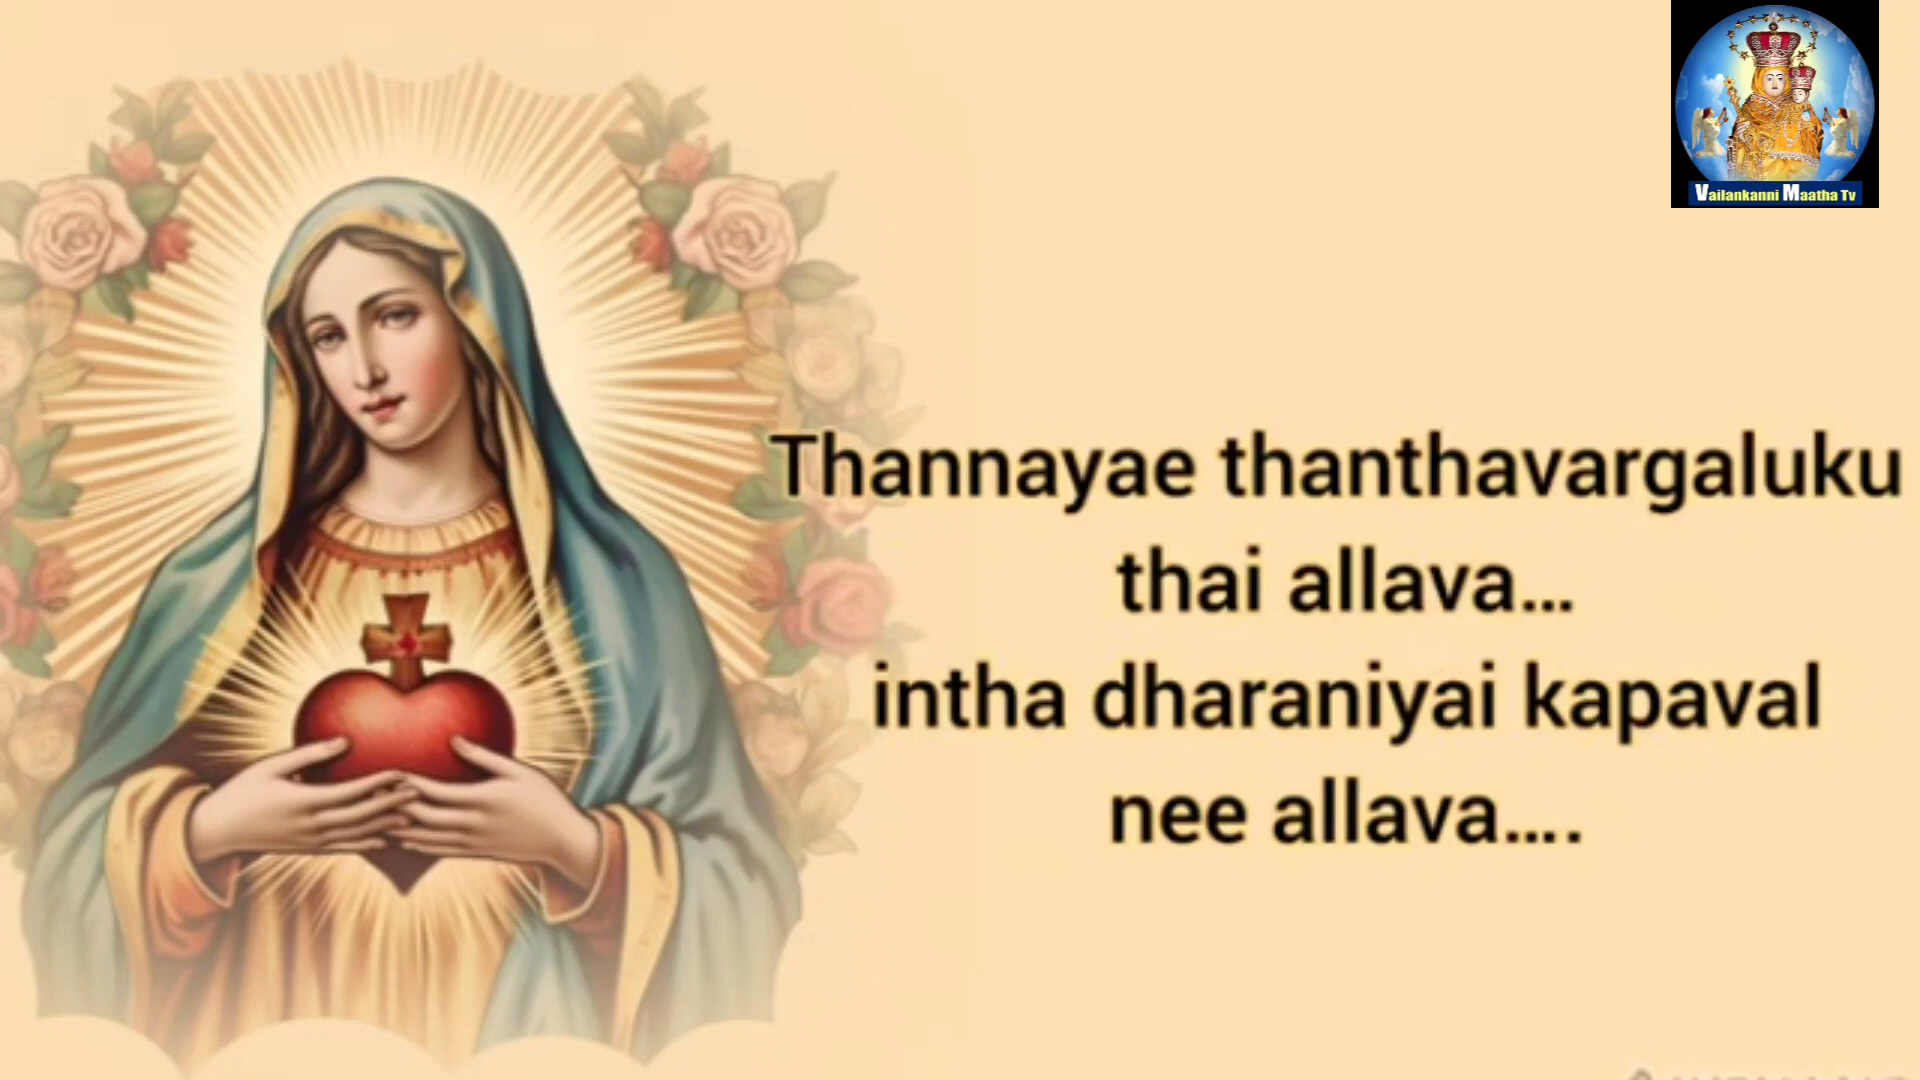 Vailankanni Maatha Tv
Thannayae thanthavargaluku
thai allava...
intha dharaniyai kapaval
nee allava....